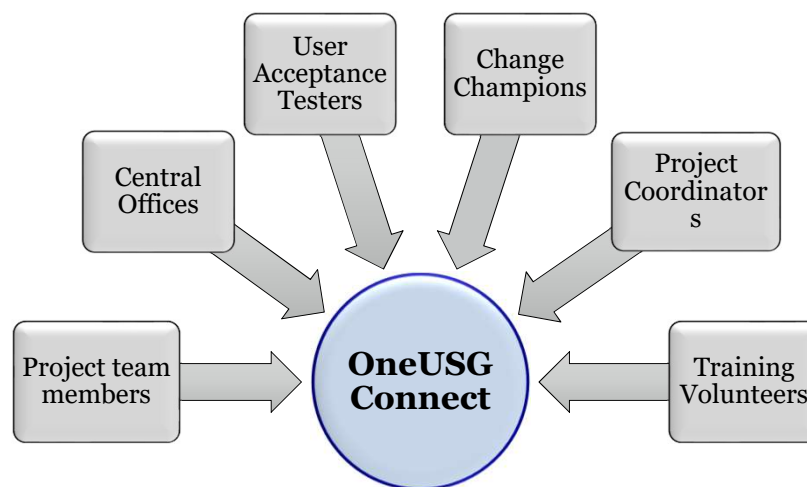 User
Acceptance
Testers
Change
Champions
Central
Offices
Project
Coordinator
s
Project team
members
OneUSG
Connect
Training
Volunteers